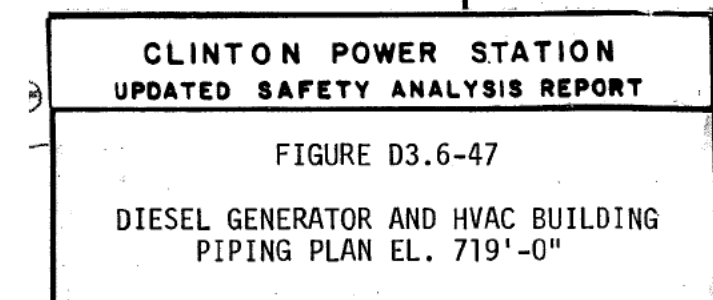 CLINTON POWER STATION
UPDATED SAFETY ANALYSIS REPORT
FIGURE D3.6-47
DIESEL GENERATOR AND HVAC BUILDING
PIPING PLAN EL. 719'-0"